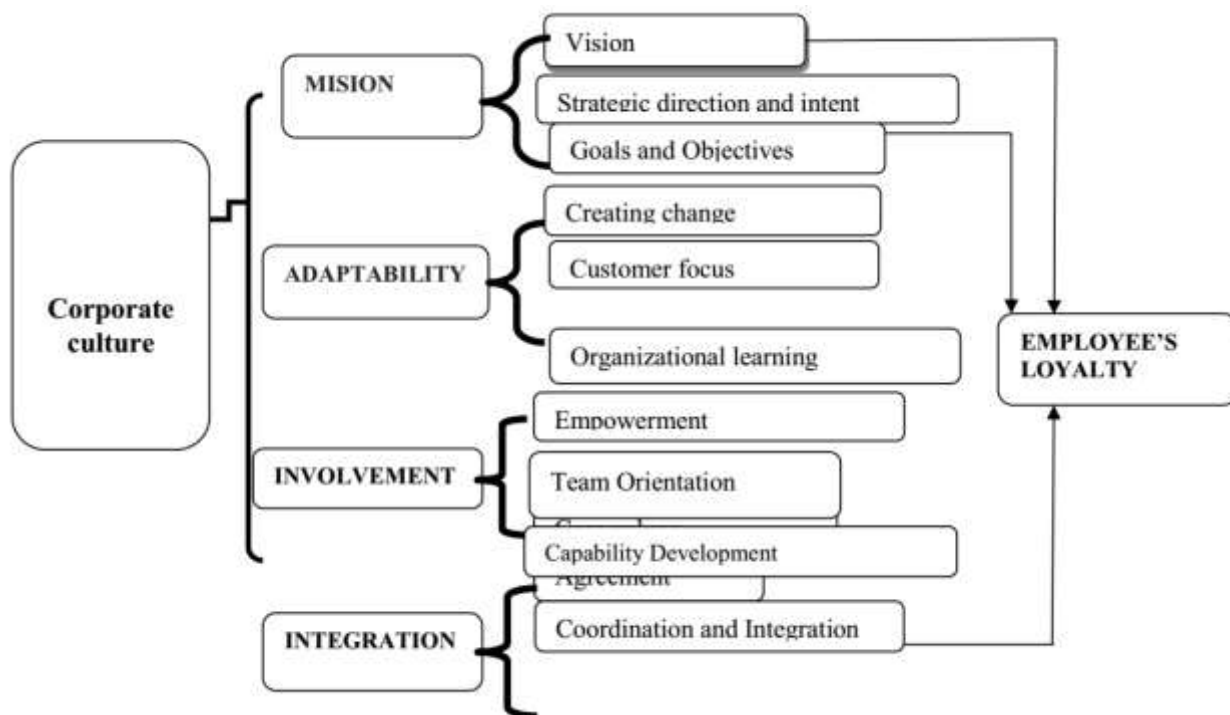 Corporate
culture
MISION
Vision
Strategic direction and intent
Goals and Objectives
ADAPTABILITY
Creating change
Customer focus
Organizational learning
INVOLVEMENT
Empowerment
Team Orientation
Capability Development
INTEGRATION
Agreement
Coordination and Integration
EMPLOYEE’S
LOYALTY